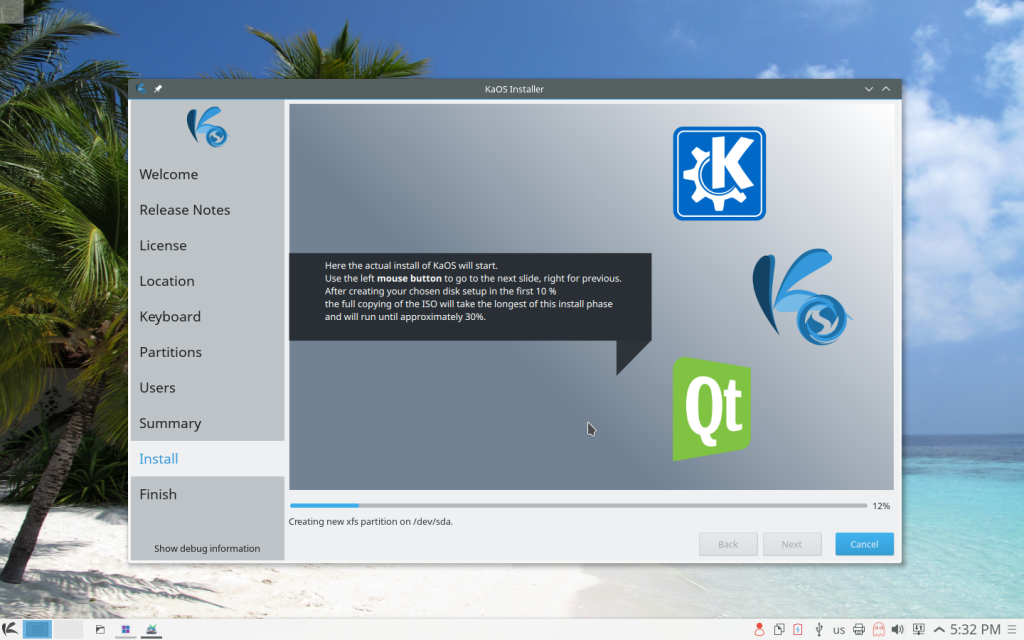 KaOS Installer
Welcome
Release Notes
License
Location
Keyboard
Partitions
Users
Summary
Install
Finish
Show debug information
K
Here the actual install of KaOS will start.
Use the left mouse button to go to the next slide, right for previous.
After creating your chosen disk setup in the first 10 %
the full copying of the ISO will take the longest of this install phase
and will run until approximately 30%.
Qt
12%
Creating new xfs partition on /dev/sda.
Back
Next
Cancel
us
5:32 PM